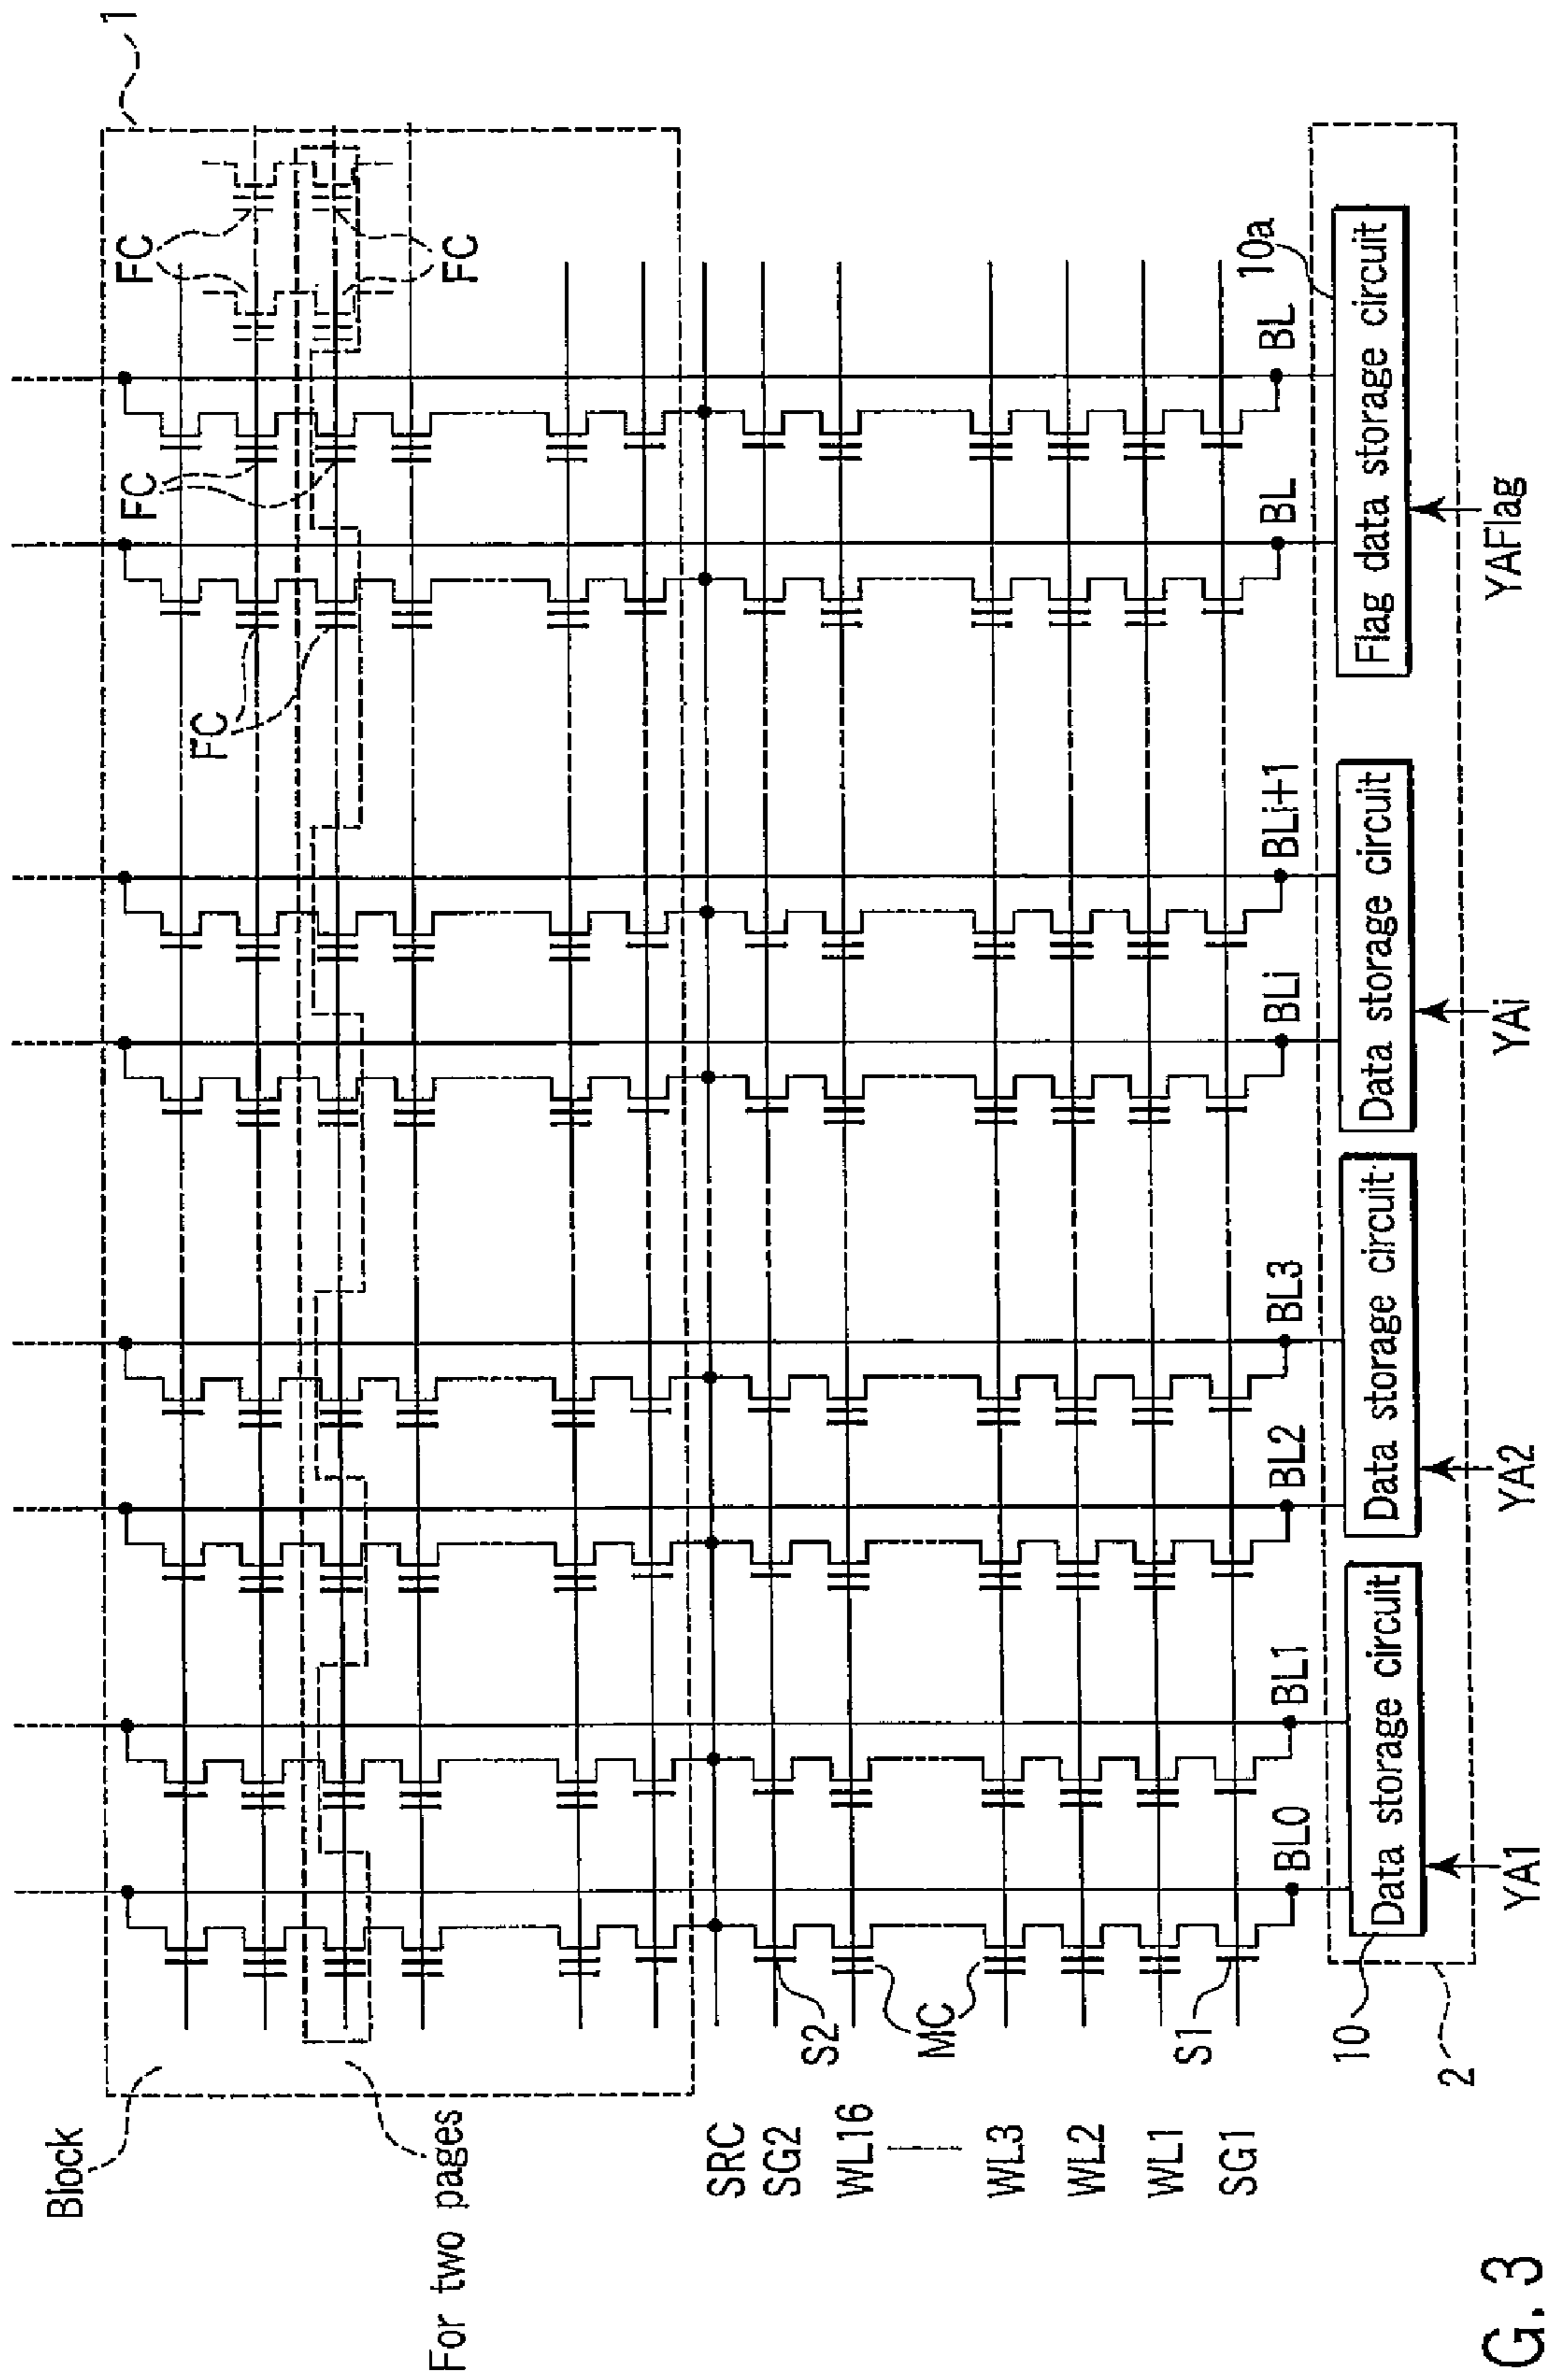 1
Block
For two pages
FC
FC
FC
FC
SRC
SG2
WL16
WL3
WL2
WL1
SG1
S2
MC
S1
BL0
BL1
BL2
BL3
BLi
BLi+1
BL
BL
10
10a
2
Data storage circuit
Data storage circuit
Data storage circuit
Flag data storage circuit
YA1
YA2
YAi
YAFlag
G. 3